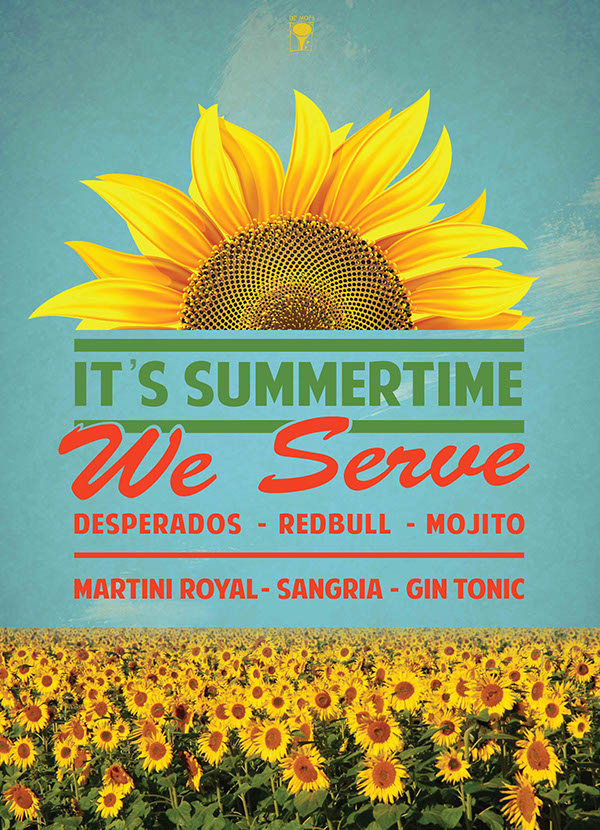 IT'S SUMMERTIME
We Serve
DESPERADOS - REDBULL - MOJITO
MARTINI ROYAL - SANGRIA - GIN TONIC